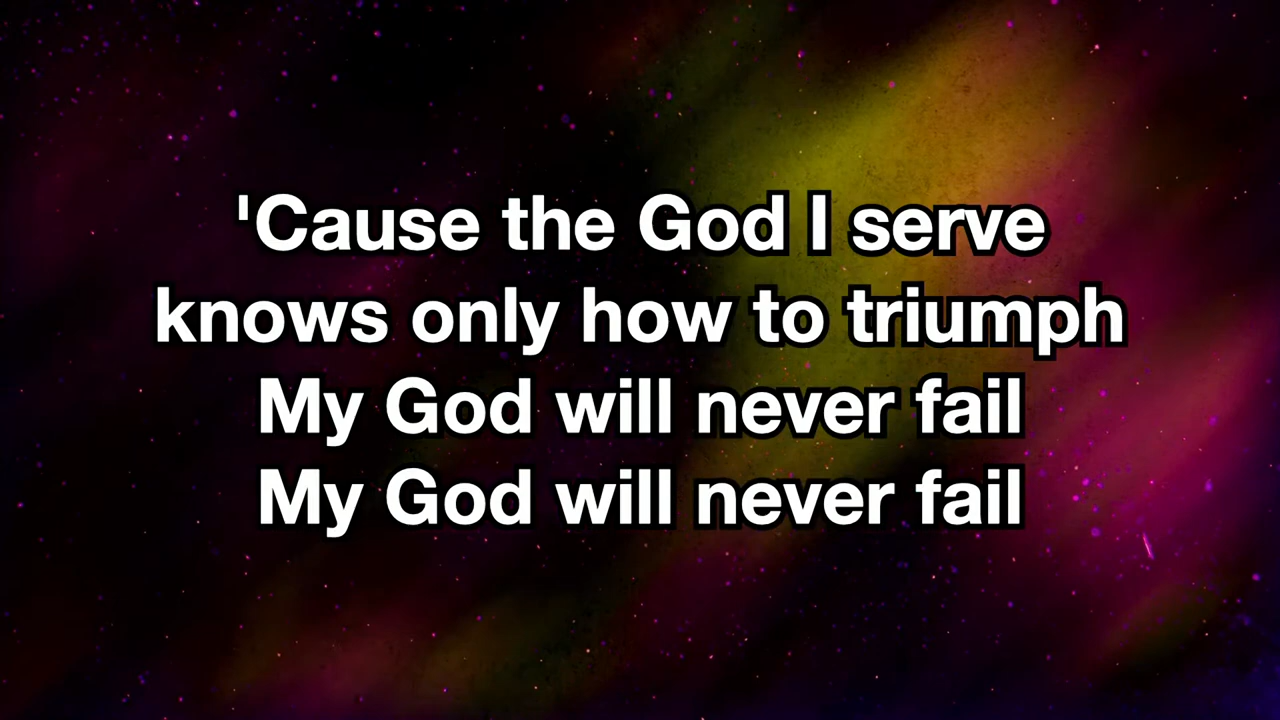 'Cause the God I serve
knows only how to triumph
My God will never fail
My God will never fail